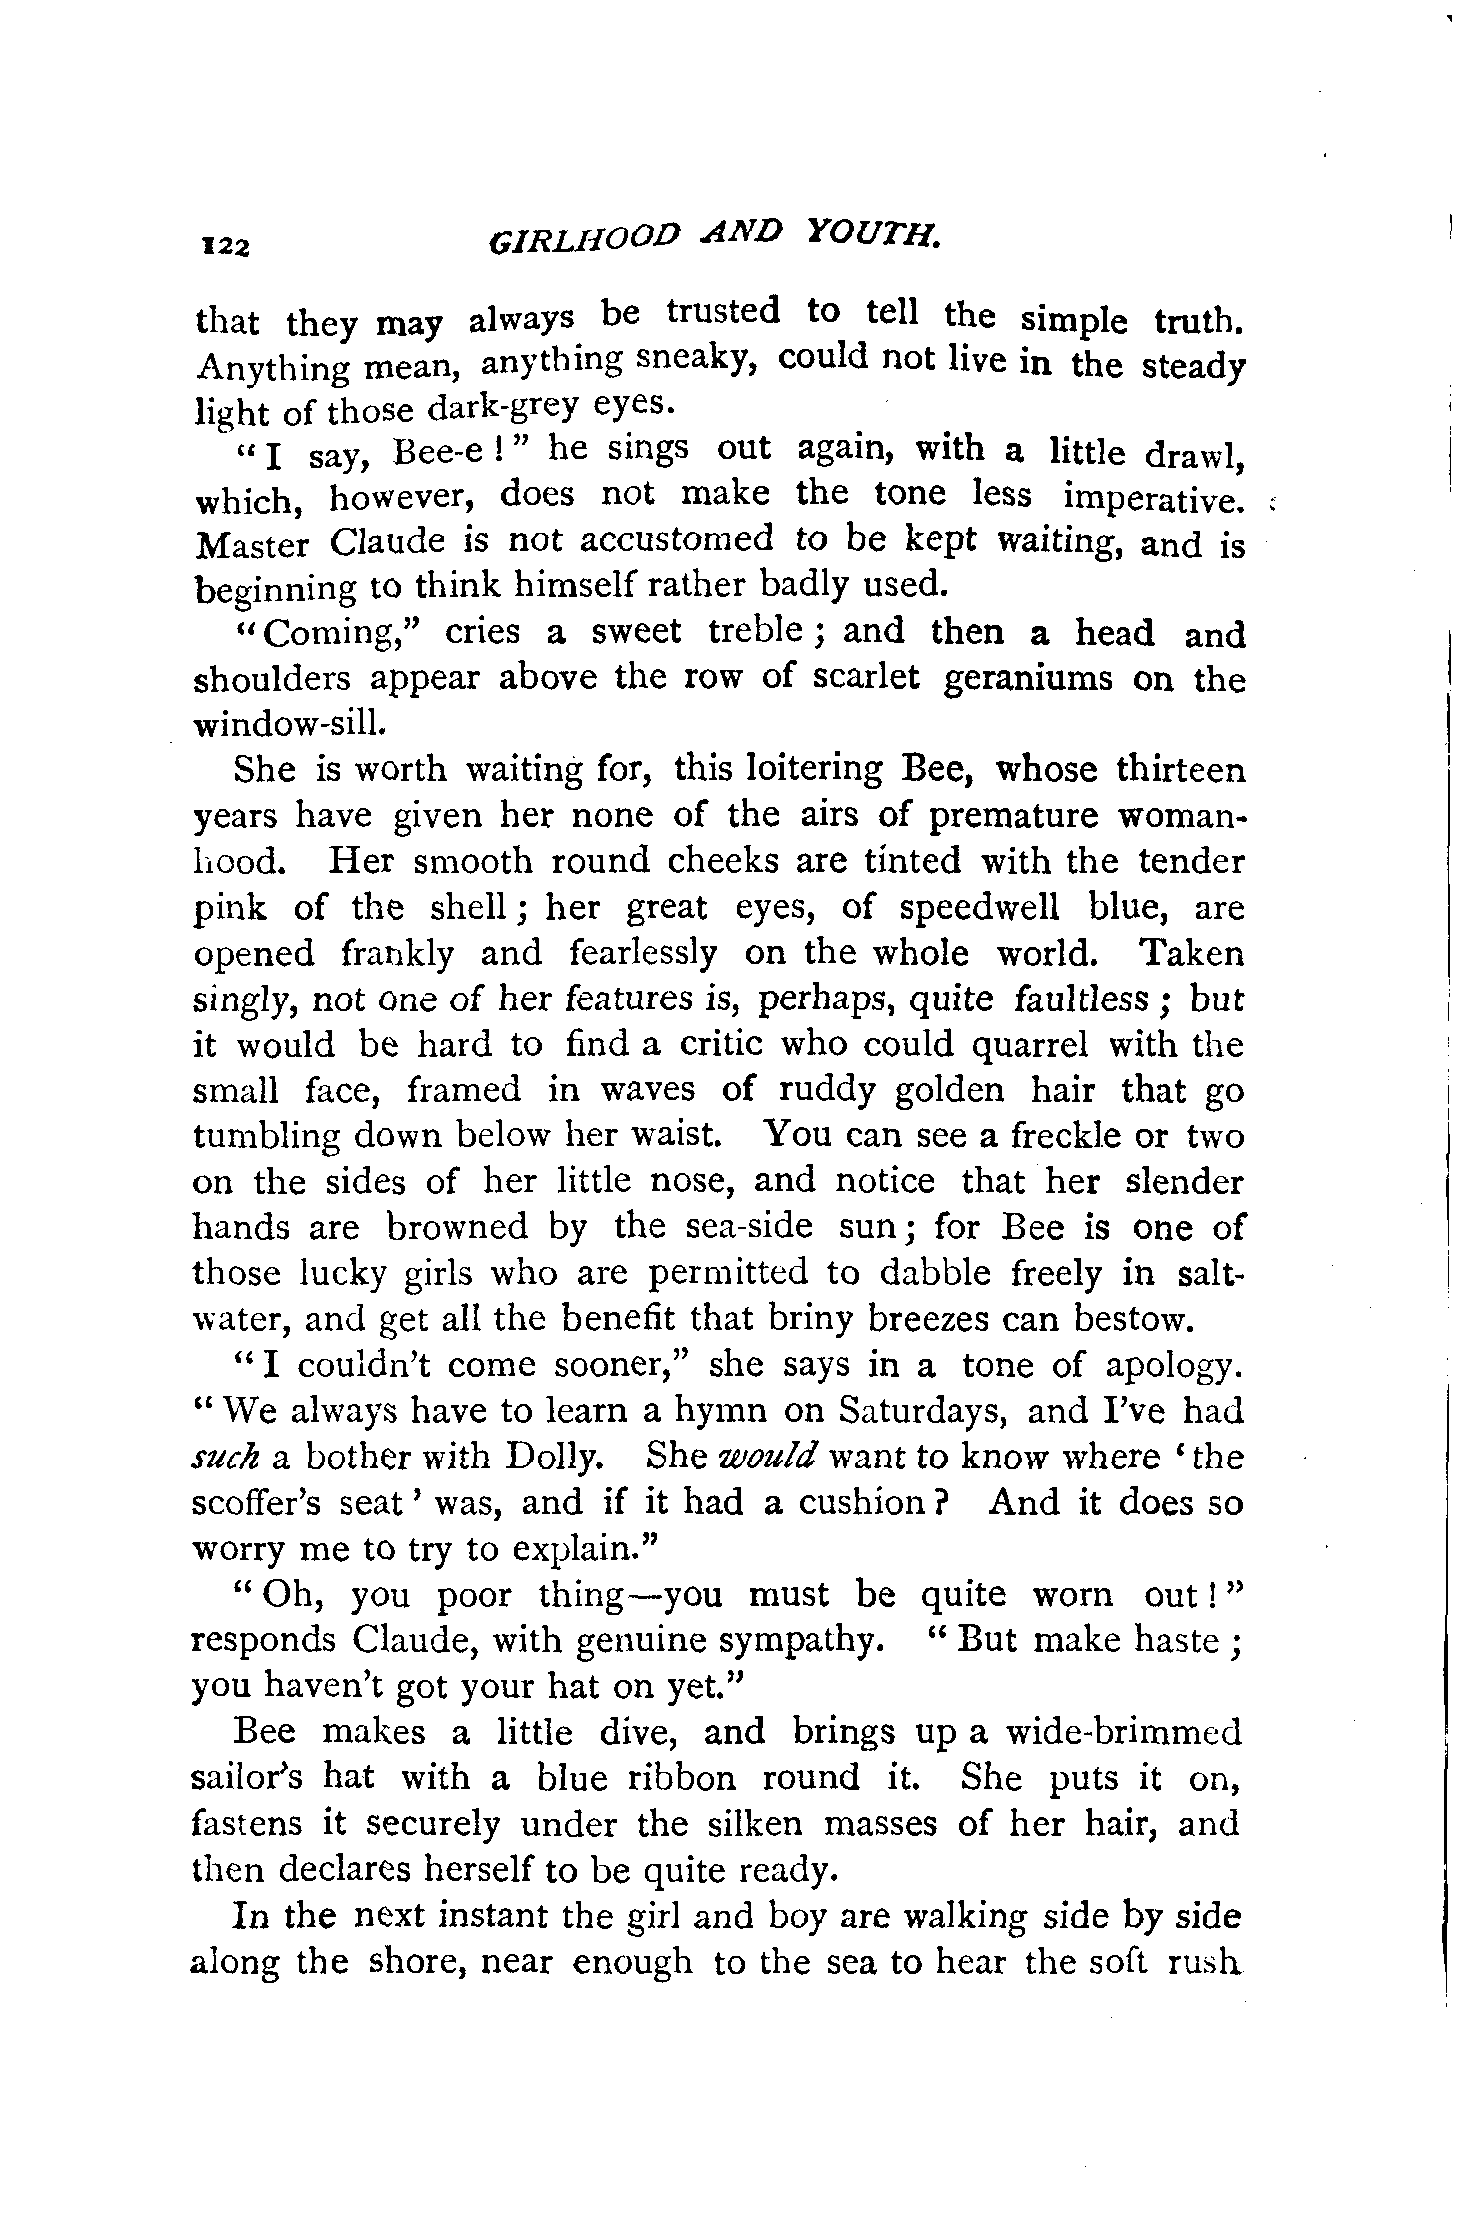 122 GIRLHOOD AND YOUTH.
that they may always be trusted to tell the simple truth.
Anything mean, anything sneaky, could not live in the steady
light of those dark-grey eyes.
“ I say, Bee-e ! ” he sings out again, with a little drawl,
which, however, does not make the tone less imperative.
Master Claude is not accustomed to be kept waiting, and is
beginning to think himself rather badly used.
“ Coming,” cries a sweet treble ; and then a head and
shoulders appear above the row of scarlet geraniums on the
window-sill.
She is worth waiting for, this loitering Bee, whose thirteen
years have given her none of the airs of premature woman-
hood. Her smooth round cheeks are tinted with the tender
pink of the shell ; her great eyes, of speedwell blue, are
opened frankly and fearlessly on the whole world. Taken
singly, not one of her features is, perhaps, quite faultless ; but
it would be hard to find a critic who could quarrel with the
small face, framed in waves of ruddy golden hair that go
tumbling down below her waist. You can see a freckle or two
on the sides of her little nose, and notice that her slender
hands are browned by the sea-side sun ; for Bee is one of
those lucky girls who are permitted to dabble freely in salt-
water, and get all the benefit that briny breezes can bestow.
“ I couldn’t come sooner,” she says in a tone of apology.
“ We always have to learn a hymn on Saturdays, and I’ve had
such a bother with Dolly. She would want to know where ‘ the
scoffer’s seat ’ was, and if it had a cushion ? And it does so
worry me to try to explain.”
“ Oh, you poor thing—you must be quite worn out ! ”
responds Claude, with genuine sympathy. “ But make haste ;
you haven’t got your hat on yet.”
Bee makes a little dive, and brings up a wide-brimmed
sailor’s hat with a blue ribbon round it. She puts it on,
fastens it securely under the silken masses of her hair, and
then declares herself to be quite ready.
In the next instant the girl and boy are walking side by side
along the shore, near enough to the sea to hear the soft rush